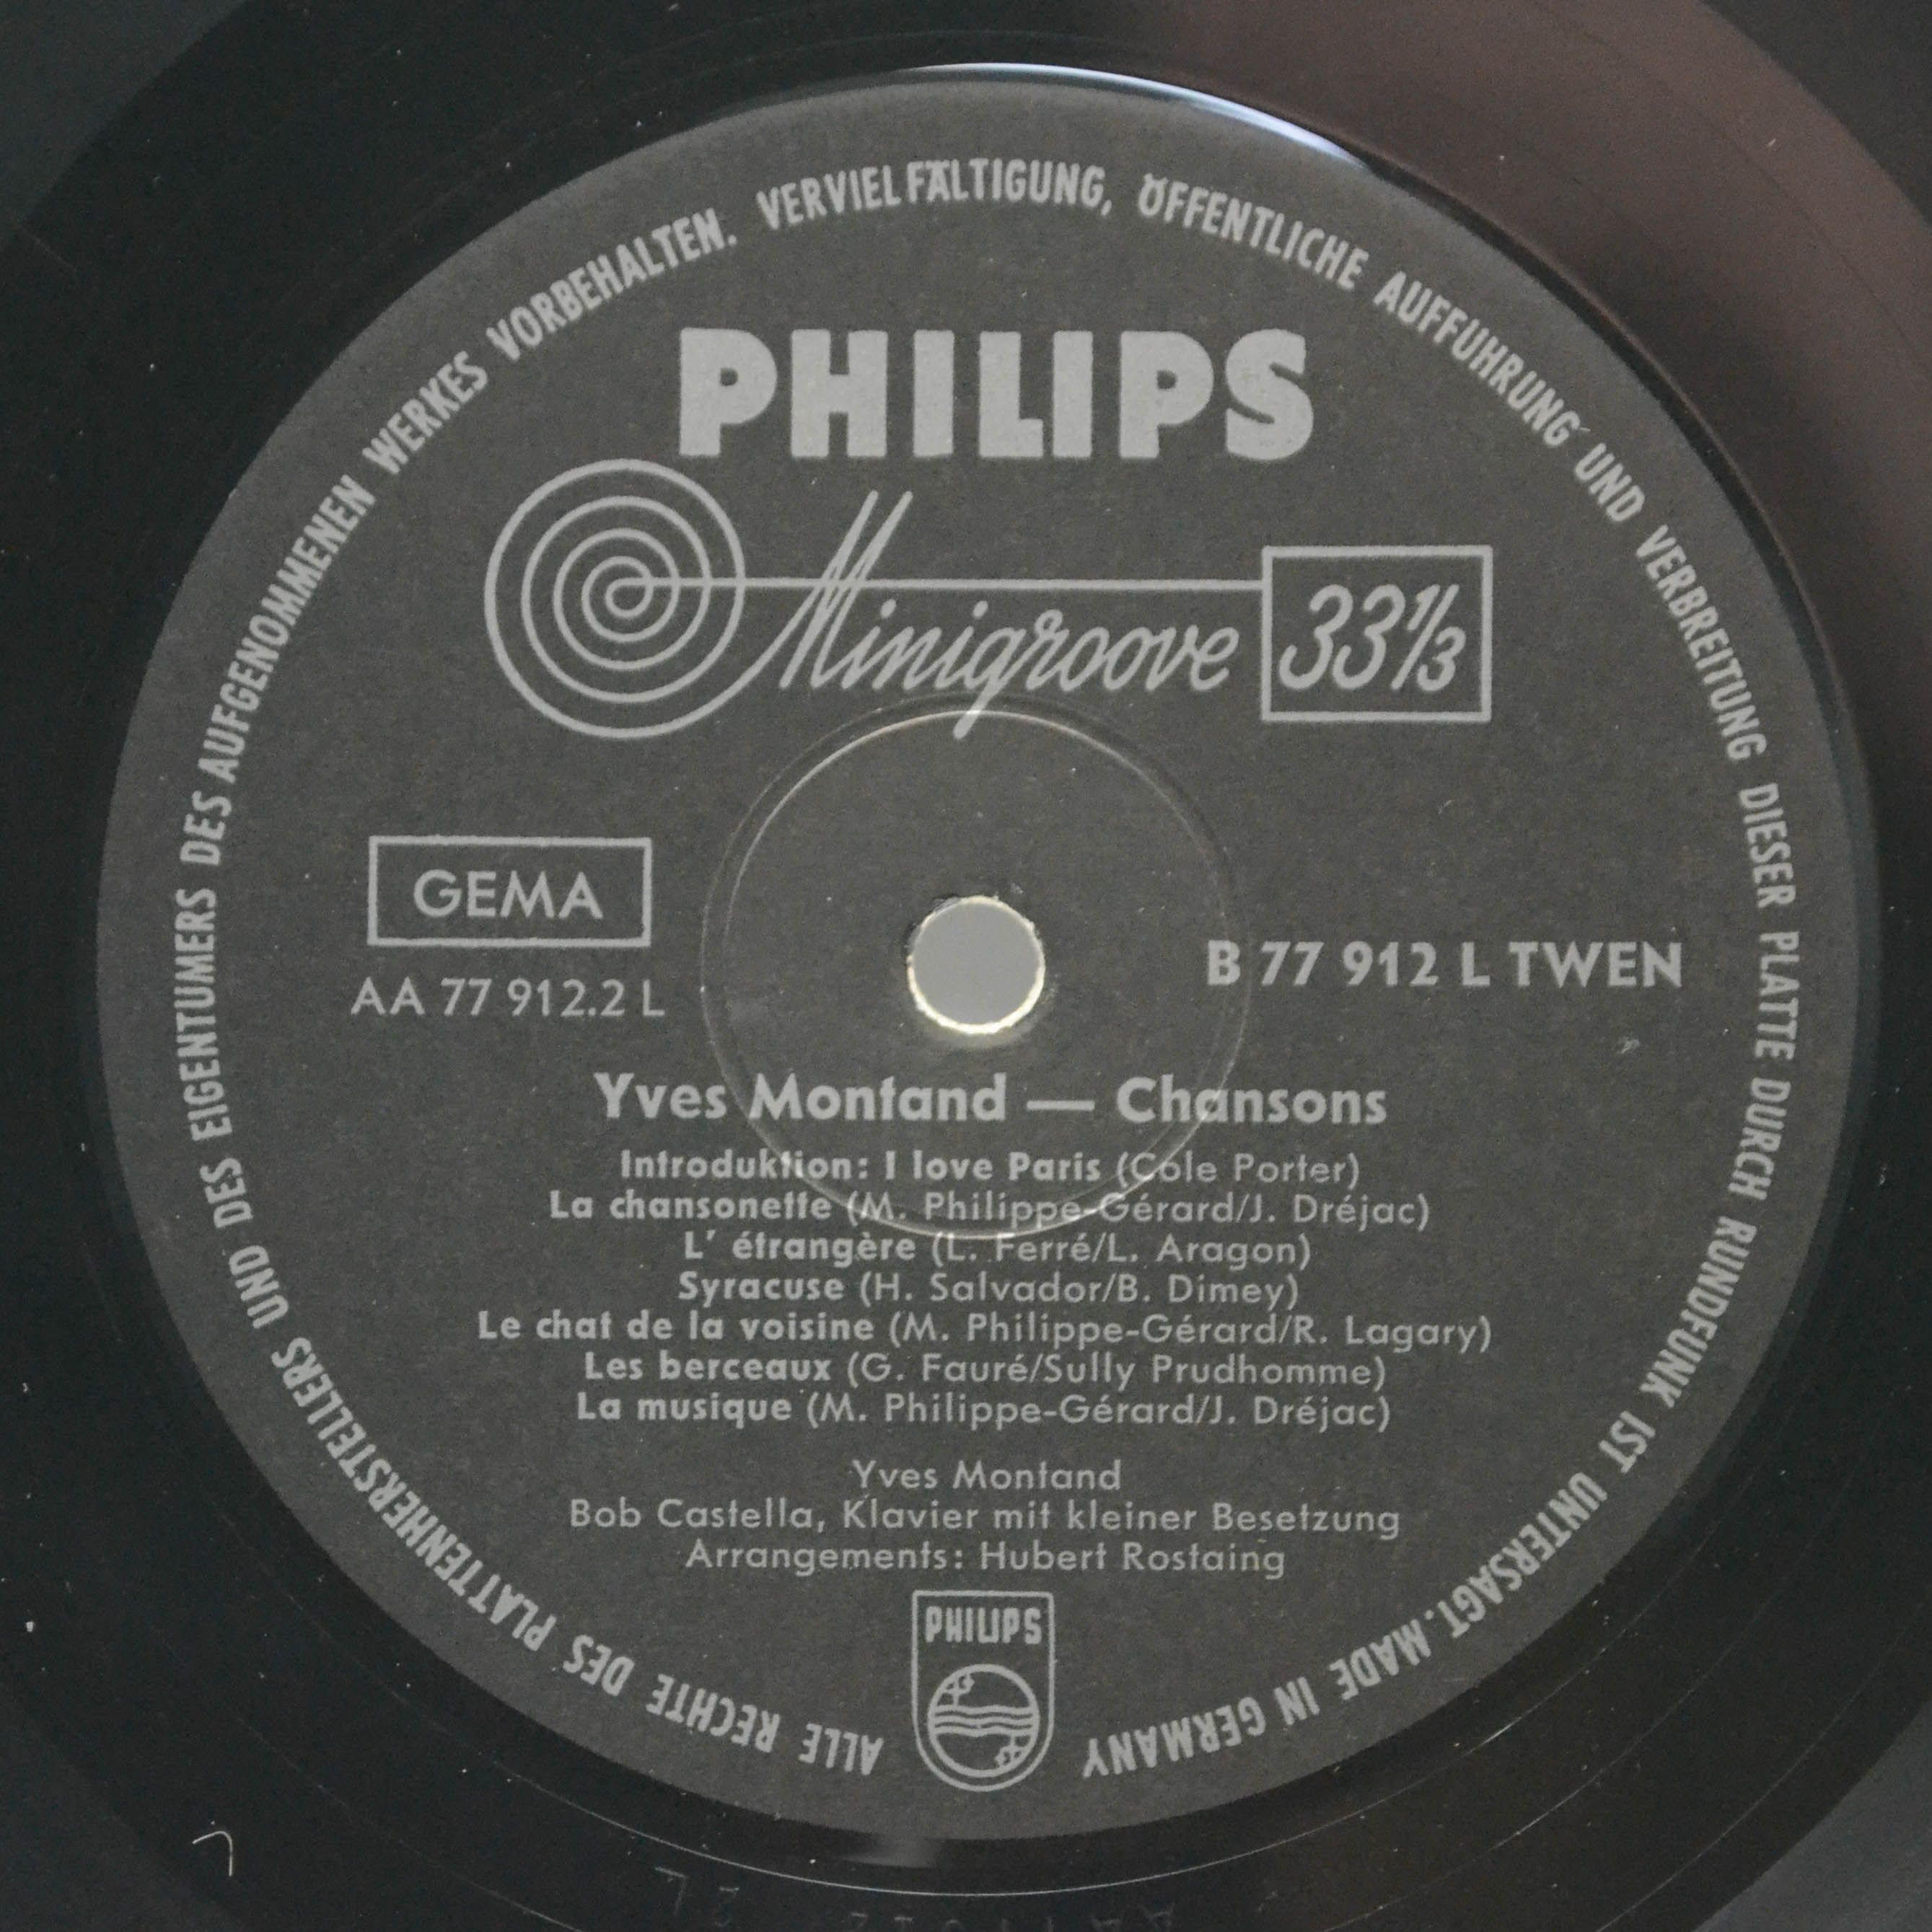 ALLE RECHTE DES PLATTENHERSTELLERS UND DES EIGENTUMERS DES AUFGENOMMENEN WERKES VORBEHALTEN. VERVIELFÄLTIGUNG, ÖFFENTLICHE AUFFUHRUNG UND VERBREITUNG DIESER PLATTE DURCH RUNDFUNK IST UNTERSAGT. MADE IN GERMANY
PHILIPS
Minigroove 33⅓
GEMA
AA 77 912.2 L
B 77 912 L TWEN
Yves Montand — Chansons
Introduktion: I love Paris (Cole Porter)
La chansonette (M. Philippe-Gérard/J. Dréjac)
L' étrangère (L. Ferré/L. Aragon)
Syracuse (H. Salvador/B. Dimey)
Le chat de la voisine (M. Philippe-Gérard/R. Lagary)
Les berceaux (G. Fauré/Sully Prudhomme)
La musique (M. Philippe-Gérard/J. Dréjac)
Yves Montand
Bob Castella, Klavier mit kleiner Besetzung
Arrangements: Hubert Rostaing
PHILIPS